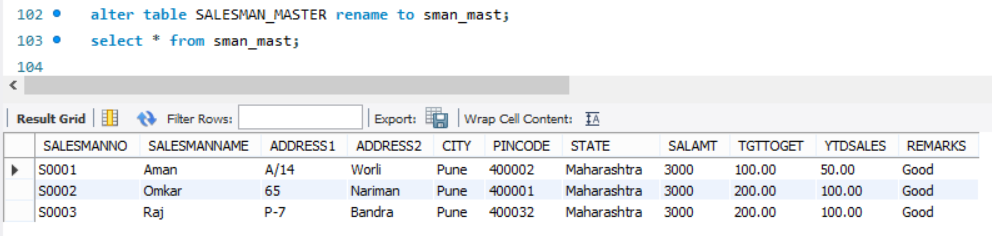 102 alter table SALESMAN_MASTER rename to sman_mast;
103 select * from sman_mast;
104
Result Grid Filter Rows: Export: Wrap Cell Content: IA
SALESMANNO SALESMANNAME ADDRESS1 ADDRESS2 CITY PINCODE STATE SALAMT TGTTOGET YTDSALES REMARKS
S0001 Aman A/14 Worli Pune 400002 Maharashtra 3000 100.00 50.00 Good
S0002 Omkar 65 Nariman Pune 400001 Maharashtra 3000 200.00 100.00 Good
S0003 Raj P-7 Bandra Pune 400032 Maharashtra 3000 200.00 100.00 Good